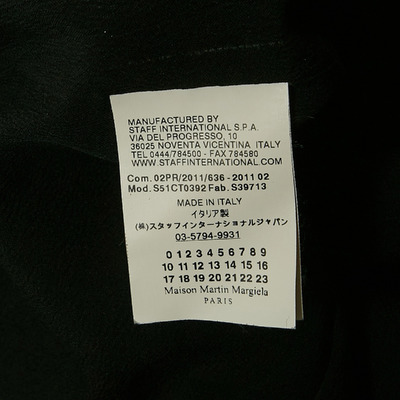 MANUFACTURED BY
STAFF INTERNATIONAL S.P.A.
VIA DEL PROGRESSO, 10
36025 NOVENTA VICENTINA ITALY
TEL 0444/784500 - FAX 784580
WWW.STAFFINTERNATIONAL.COM
Com. 02PR/2011/636 - 2011 02
Mod. S51CT0392 Fab. S39713
MADE IN ITALY
イタリア製
(株)スタッフインターナショナルジャパン
03-5794-9931
0 1 2 3 4 5 6 7 8 9
10 11 12 13 14 15 16
17 18 19 20 21 22 23
Maison Martin Margiela
PARIS